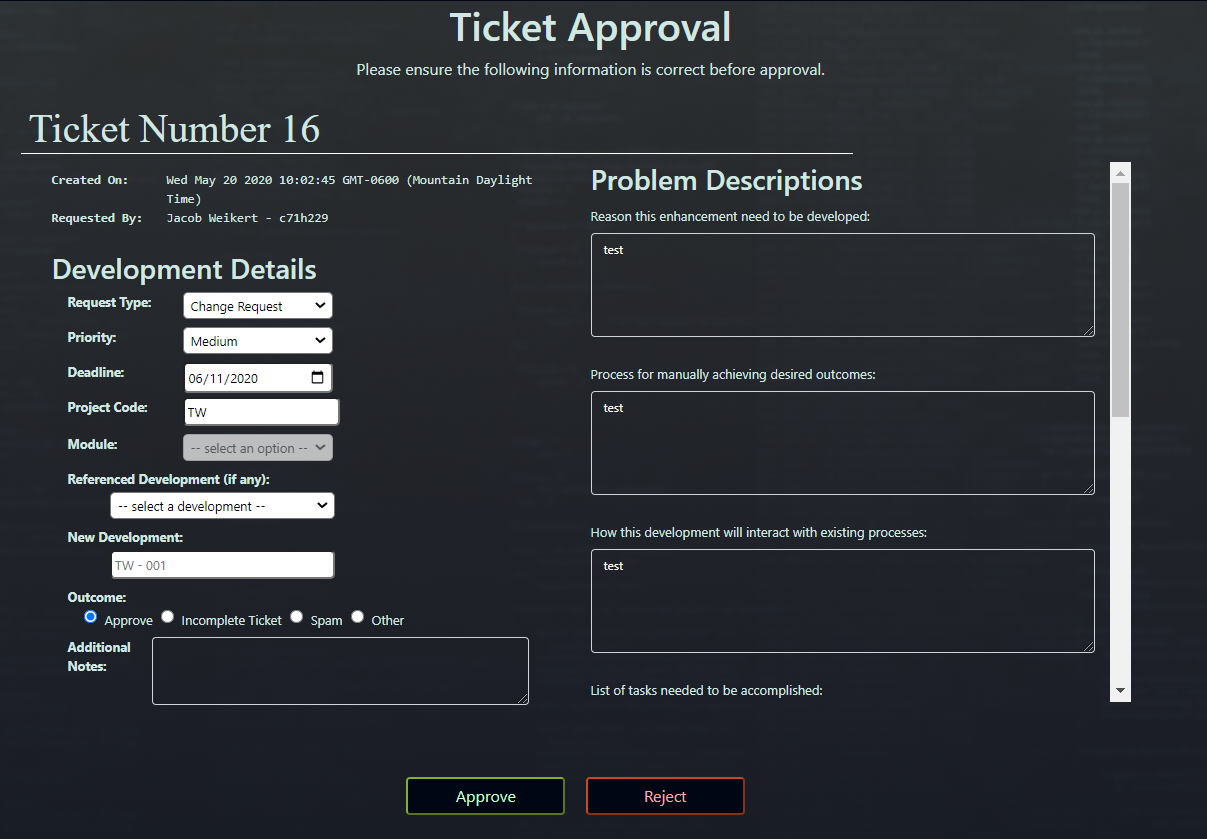 Ticket Approval
Please ensure the following information is correct before approval.
Ticket Number 16
Created On: Wed May 20 2020 10:02:45 GMT-0600 (Mountain Daylight
Time)
Requested By: Jacob Weikert - c71h229
Development Details
Request Type: Change Request
Priority: Medium
Deadline: 06/11/2020
Project Code: TW
Module: -- select an option --
Referenced Development (if any):
-- select a development --
New Development:
TW - 001
Outcome:
Approve Incomplete Ticket Spam Other
Additional
Notes:
Problem Descriptions
Reason this enhancement need to be developed:
test
Process for manually achieving desired outcomes:
test
How this development will interact with existing processes:
test
List of tasks needed to be accomplished:
Approve
Reject